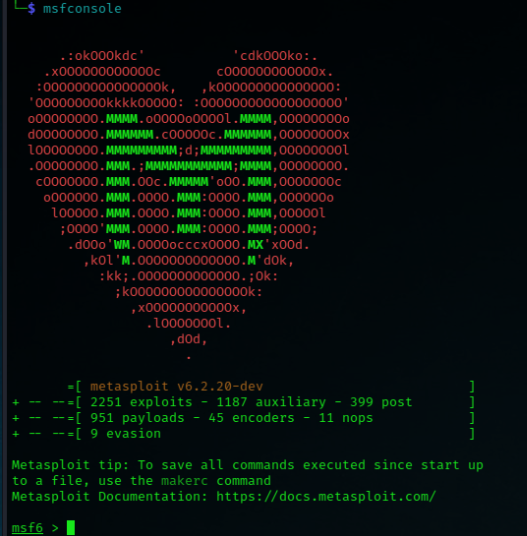 └─$ msfconsole
.:okOOOkdc'           'cdkOOOko:.
.xOOOOOOOOOOOOc       cOOOOOOOOOOOOx.
:OOOOOOOOOOOOOOOk,   ,kOOOOOOOOOOOOOOO:
'OOOOOOOOOkkkkOOOOO: :OOOOOOOOOOOOOOOOOO'
oOOOOOOOO.MMMM.oOOOOoOOOOl.MMMM,OOOOOOOOo
dOOOOOOOO.MMMMMM.cOOOOOc.MMMMMM,OOOOOOOOx
lOOOOOOOO.MMMMMMMMM;d;MMMMMMMMM,OOOOOOOOl
.OOOOOOOO.MMM.;MMMMMMMMMMM;MMMM,OOOOOOOO.
cOOOOOOO.MMM.OOc.MMMMM'oOO.MMM,OOOOOOOc
oOOOOOO.MMM.OOOO.MMM:OOOO.MMM,OOOOOOo
lOOOOO.MMM.OOOO.MMM:OOOO.MMM,OOOOOl
;OOOO'MMM.OOOO.MMM:OOOO.MMM;OOOO;
.dOOo'WM.OOOOocccxOOOO.MX'xOOd.
,kOl'M.OOOOOOOOOOOOO.M'dOk,
:kk;.OOOOOOOOOOOOO.;Ok:
;kOOOOOOOOOOOOOOOk:
,xOOOOOOOOOOOx,
.lOOOOOOOl.
,dOd,
.
=[ metasploit v6.2.20-dev                          ]
+ -- --=[ 2251 exploits - 1187 auxiliary - 399 post       ]
+ -- --=[ 951 payloads - 45 encoders - 11 nops            ]
+ -- --=[ 9 evasion                                       ]
Metasploit tip: To save all commands executed since start up
to a file, use the makerc command
Metasploit Documentation: https://docs.metasploit.com/
msf6 >